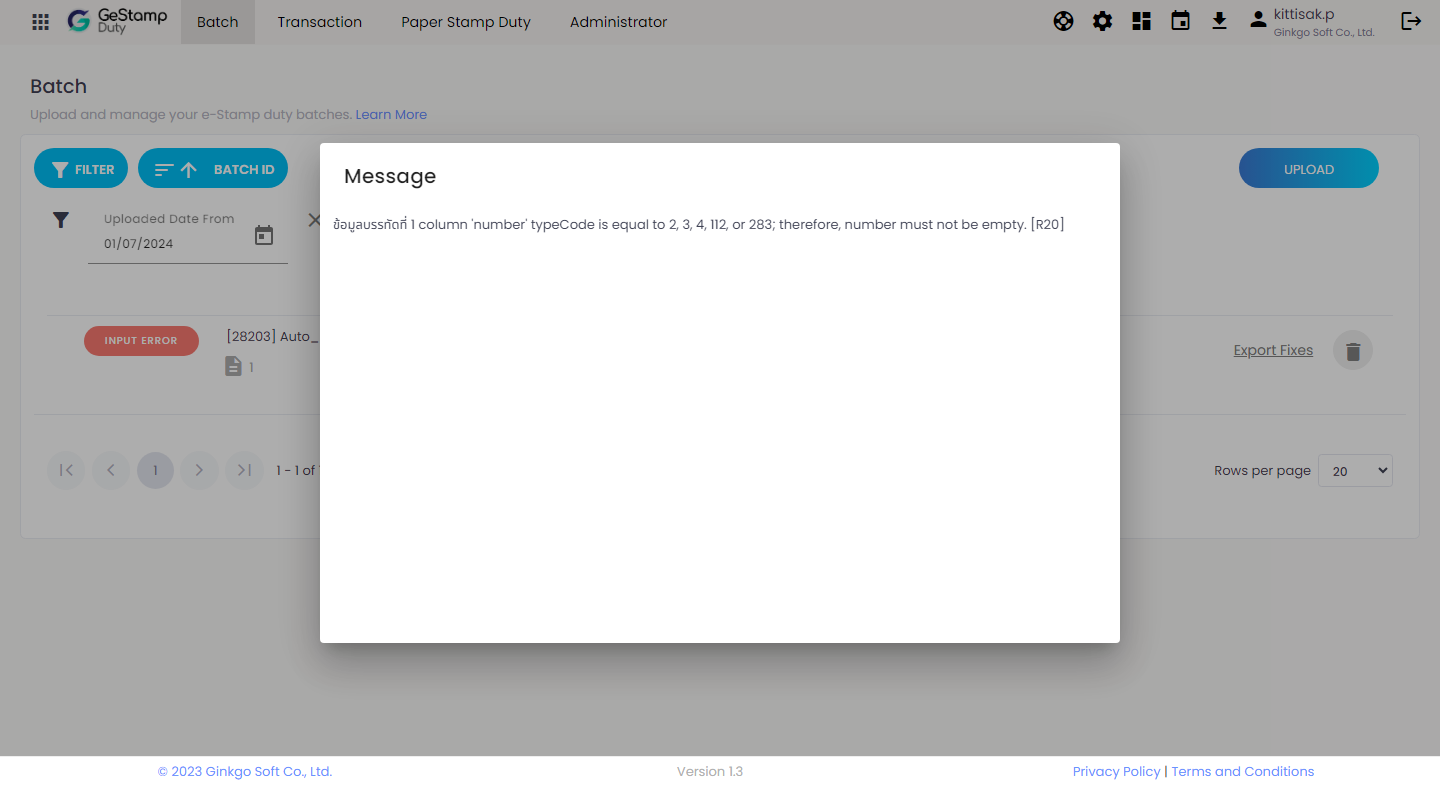 GeStamp Duty
Batch
Transaction
Paper Stamp Duty
Administrator
kittisak.p
Ginkgo Soft Co., Ltd.
Batch
Upload and manage your e-Stamp duty batches. Learn More
FILTER
BATCH ID
UPLOAD
Uploaded Date From
01/07/2024
Message
ข้อมูลบรรทัดที่ 1 column 'number' typeCode is equal to 2, 3, 4, 112, or 283; therefore, number must not be empty. [R20]
INPUT ERROR
[28203] Auto_
1
Export Fixes
1
1 - 1 of
Rows per page
20
© 2023 Ginkgo Soft Co., Ltd.
Version 1.3
Privacy Policy | Terms and Conditions